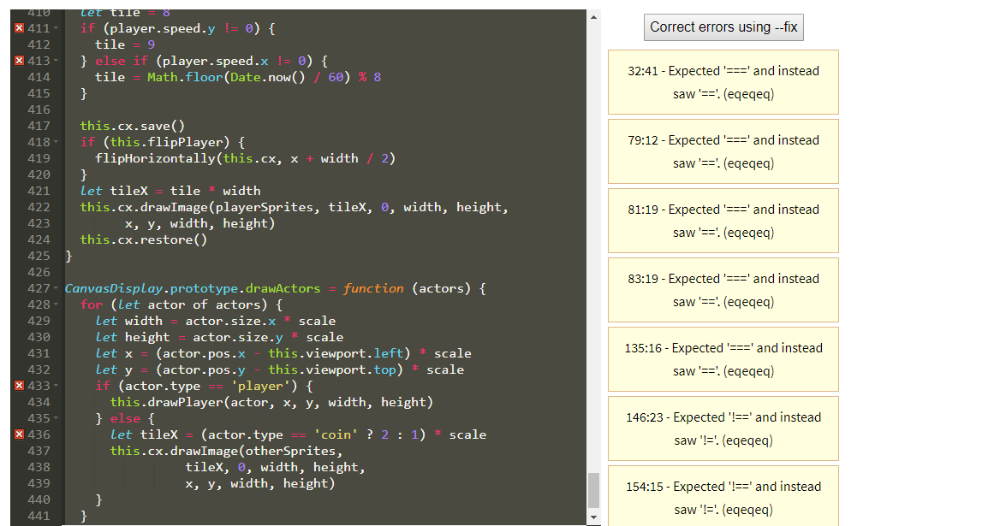 410 let tile = 8
411 if (player.speed.y != 0) {
412 tile = 9
413 } else if (player.speed.x != 0) {
414 tile = Math.floor(Date.now() / 60) % 8
415 }
416
417 this.cx.save()
418 if (this.flipPlayer) {
419 flipHorizontally(this.cx, x + width / 2)
420 }
421 let tileX = tile * width
422 this.cx.drawImage(playerSprites, tileX, 0, width, height,
423 x, y, width, height)
424 this.cx.restore()
425 }
426
427 CanvasDisplay.prototype.drawActors = function (actors) {
428 for (let actor of actors) {
429 let width = actor.size.x * scale
430 let height = actor.size.y * scale
431 let x = (actor.pos.x - this.viewport.left) * scale
432 let y = (actor.pos.y - this.viewport.top) * scale
433 if (actor.type == 'player') {
434 this.drawPlayer(actor, x, y, width, height)
435 } else {
436 let tileX = (actor.type == 'coin' ? 2 : 1) * scale
437 this.cx.drawImage(otherSprites,
438 tileX, 0, width, height,
439 x, y, width, height)
440 }
441 }
Correct errors using --fix
32:41 - Expected '===' and instead
saw '=='. (eqeqeq)
79:12 - Expected '===' and instead
saw '=='. (eqeqeq)
81:19 - Expected '===' and instead
saw '=='. (eqeqeq)
83:19 - Expected '===' and instead
saw '=='. (eqeqeq)
135:16 - Expected '===' and instead
saw '=='. (eqeqeq)
146:23 - Expected '!==' and instead
saw '!='. (eqeqeq)
154:15 - Expected '!==' and instead
saw '!='. (eqeqeq)